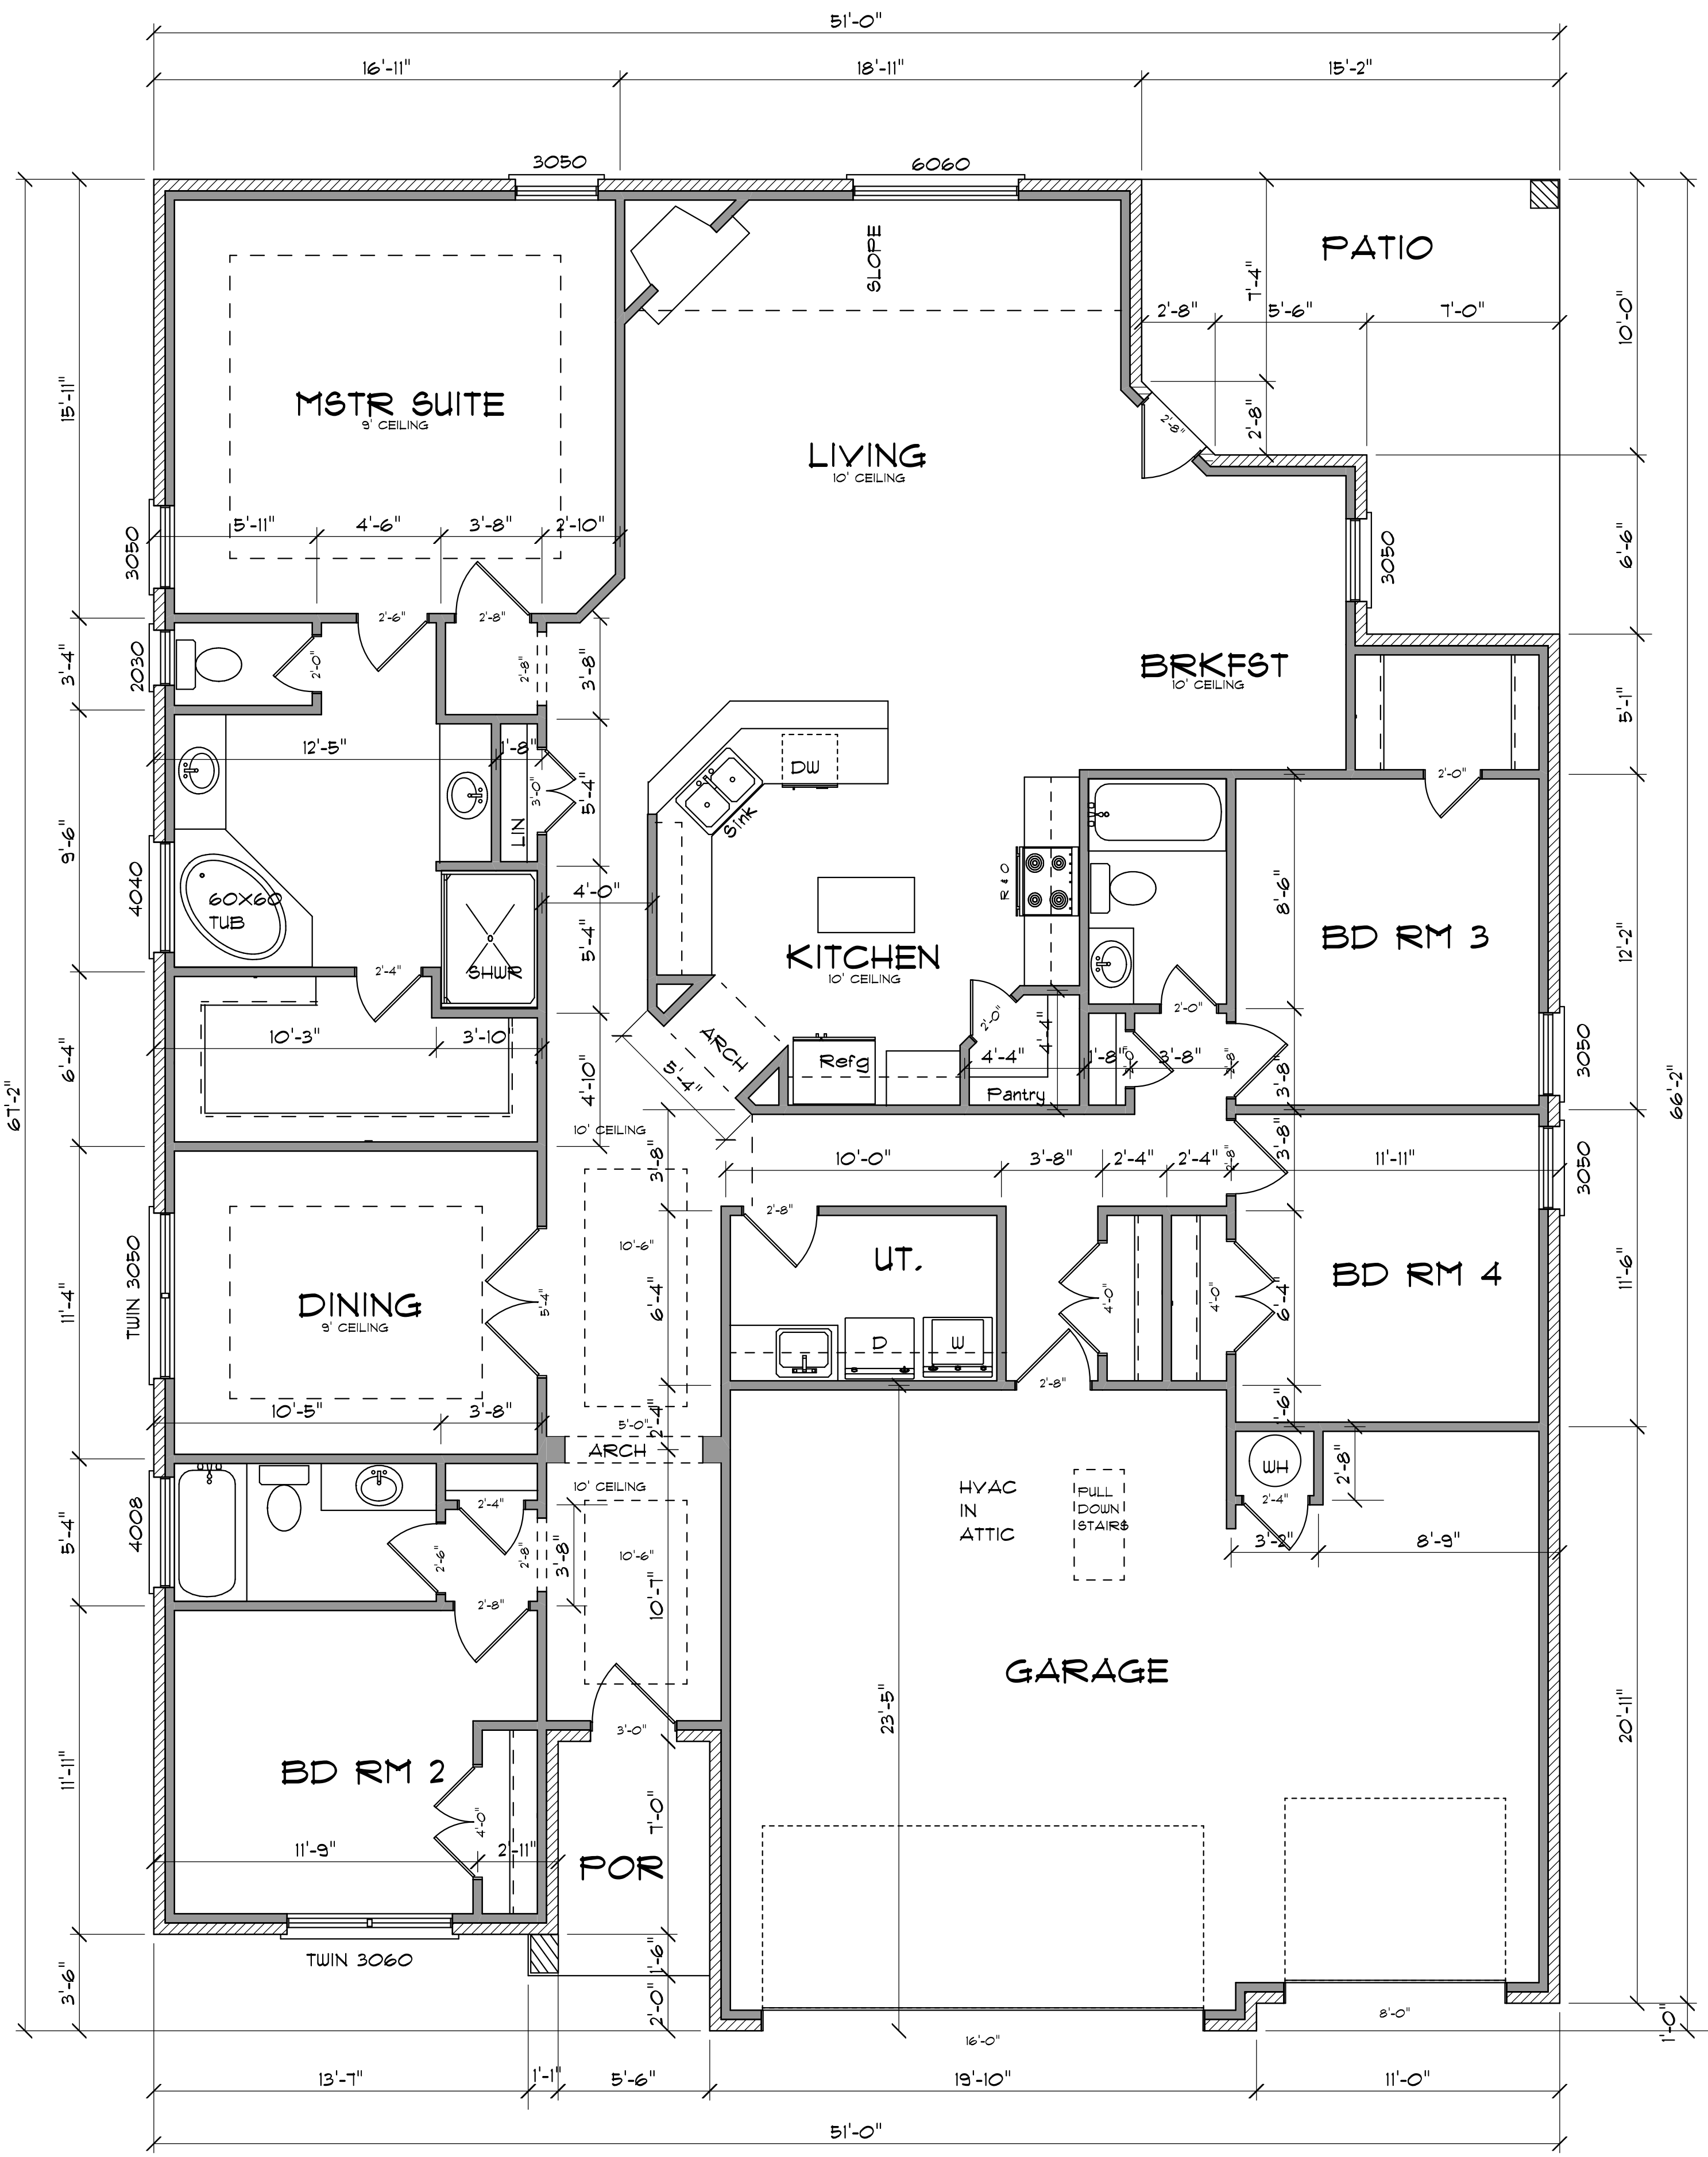 51'-0"
16'-11"
18'-11"
15'-2"
3050
6060
SLOPE
PATIO
7'-4"
2'-8"
5'-6"
7'-0"
10'-0"
15'-11"
MSTR SUITE
9' CEILING
2'-8"
2'-8"
LIVING
10' CEILING
5'-11"
4'-6"
3'-8"
2'-10"
3050
3050
6'-6"
2'-6"
2'-8"
3'-4"
2030
2'-0"
2'-8"
3'-8"
BRKFST
10' CEILING
5'-1"
12'-5"
1'-8"
DW
2'-0"
3'-0"
5'-4"
LIN
Sink
9'-6"
4040
60X60
TUB
4'-0"
R & O
8'-6"
BD RM 3
12'-2"
5'-4"
KITCHEN
10' CEILING
2'-4"
SHWR
2'-0"
2'-0"
10'-3"
3'-10"
ARCH
4'-4"
3050
6'-4"
5'-4"
Refg
4'-4"
1'-8"
3'-8"
2'-8"
3'-8"
4'-10"
Pantry
67'-2"
66'-2"
10' CEILING
3'-8"
10'-0"
3'-8"
2'-4"
2'-4"
2'-8"
3'-8"
11'-11"
3050
2'-8"
10'-6"
UT.
BD RM 4
11'-6"
TWIN 3050
11'-4"
DINING
9' CEILING
5'-4"
6'-4"
4'-0"
4'-0"
6'-4"
D
W
2'-8"
10'-5"
3'-8"
5'-0"
2'-4"
1'-6"
ARCH
WH
2'-8"
10' CEILING
HVAC
IN
ATTIC
PULL
DOWN
STAIRS
2'-4"
2'-4"
4008
5'-4"
2'-6"
2'-8"
3'-8"
10'-6"
10'-7"
3'-2"
8'-9"
2'-8"
GARAGE
23'-5"
20'-11"
3'-0"
BD RM 2
11'-11"
4'-0"
7'-0"
11'-9"
2'-11"
POR
TWIN 3060
3'-6"
1'-6"
2'-0"
16'-0"
8'-0"
1'-0"
13'-7"
1'-1"
5'-6"
19'-10"
11'-0"
51'-0"